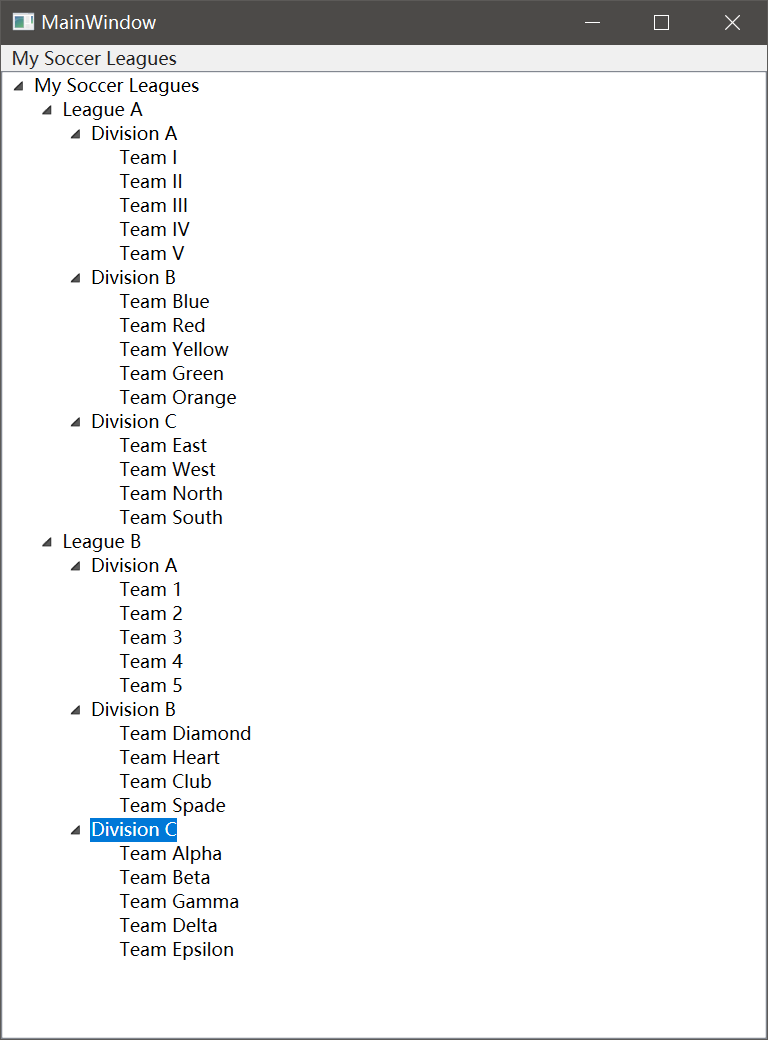 MainWindow
My Soccer Leagues
My Soccer Leagues
League A
Division A
Team I
Team II
Team III
Team IV
Team V
Division B
Team Blue
Team Red
Team Yellow
Team Green
Team Orange
Division C
Team East
Team West
Team North
Team South
League B
Division A
Team 1
Team 2
Team 3
Team 4
Team 5
Division B
Team Diamond
Team Heart
Team Club
Team Spade
Division C
Team Alpha
Team Beta
Team Gamma
Team Delta
Team Epsilon